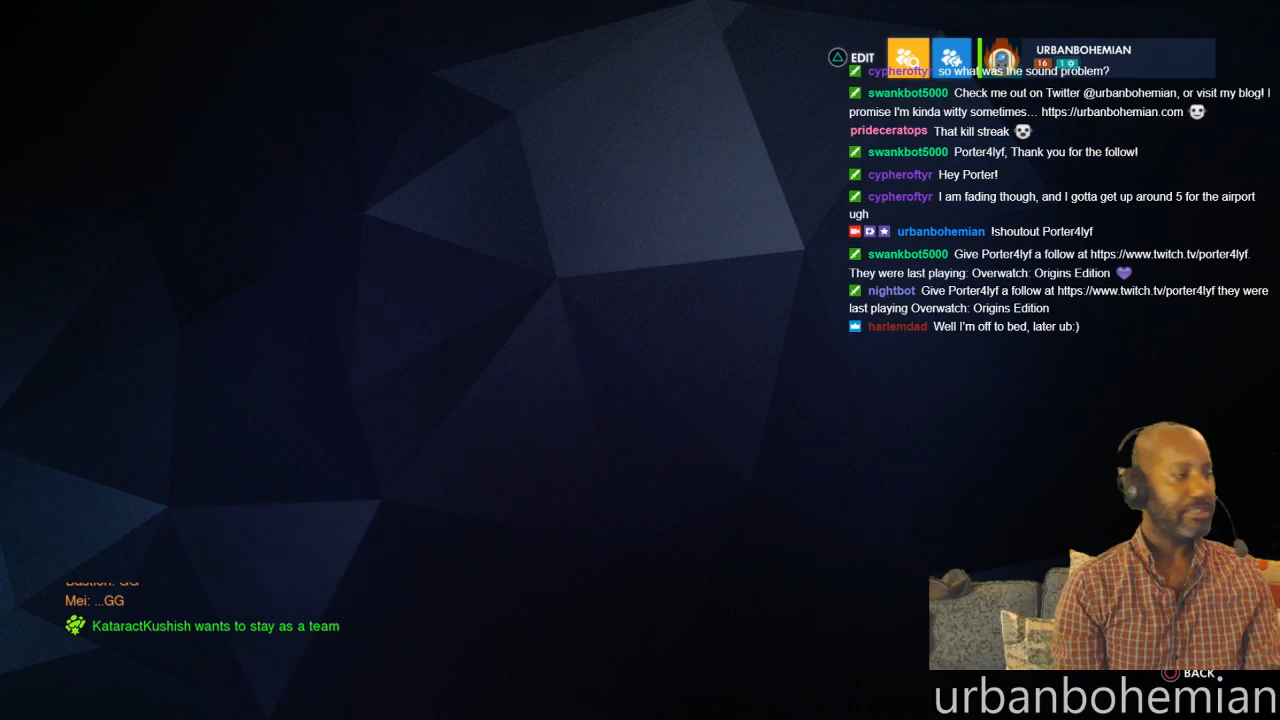 EDIT
URBANBOHEMIAN
16
cypheroftyr so what was the sound problem?
swankbot5000 Check me out on Twitter @urbanbohemian, or visit my blog! I
promise I'm kinda witty sometimes... https://urbanbohemian.com
prideceratops That kill streak
swankbot5000 Porter4lyf, Thank you for the follow!
cypheroftyr Hey Porter!
cypheroftyr I am fading though, and I gotta get up around 5 for the airport
ugh
urbanbohemian !shoutout Porter4lyf
swankbot5000 Give Porter4lyf a follow at https://www.twitch.tv/porter4lyf.
They were last playing: Overwatch: Origins Edition
nightbot Give Porter4lyf a follow at https://www.twitch.tv/porter4lyf they were
last playing Overwatch: Origins Edition
harlemdad Well I'm off to bed, later ub:)
Bastion: GG
Mei: ...GG
KataractKushish wants to stay as a team
BACK
urbanbohemian